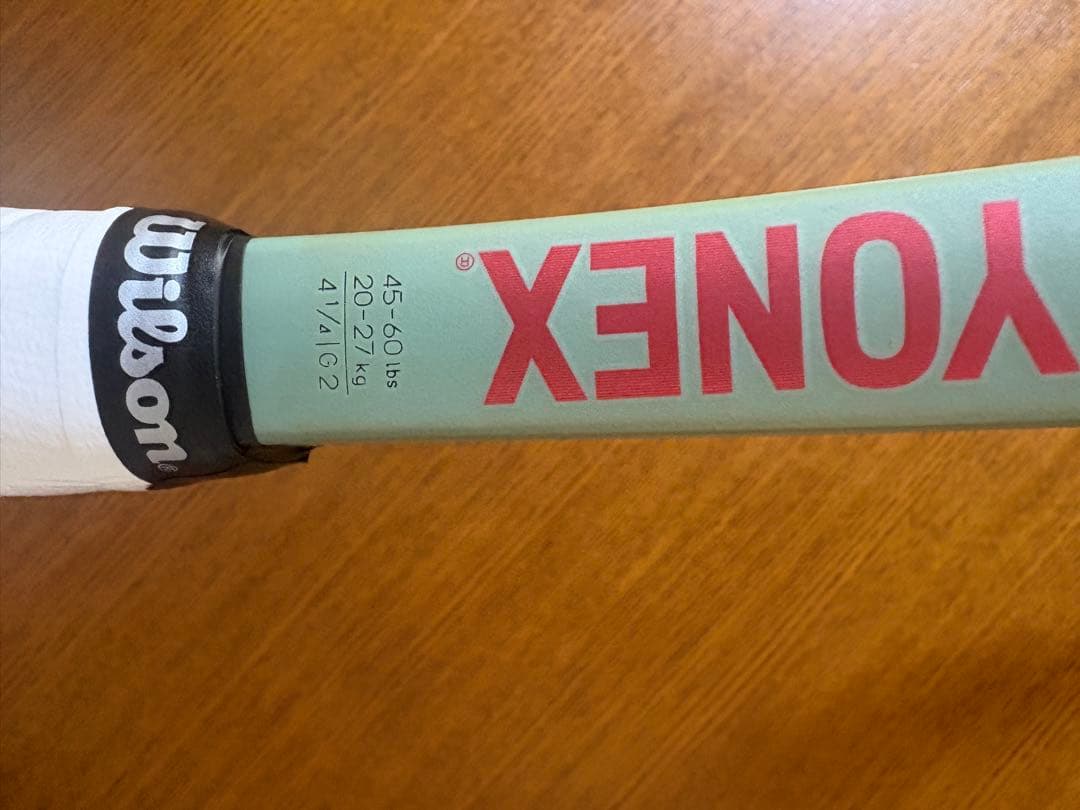 Wilson
45-60 lbs
20-27 kg
4 1/4 | G 2
YONEX